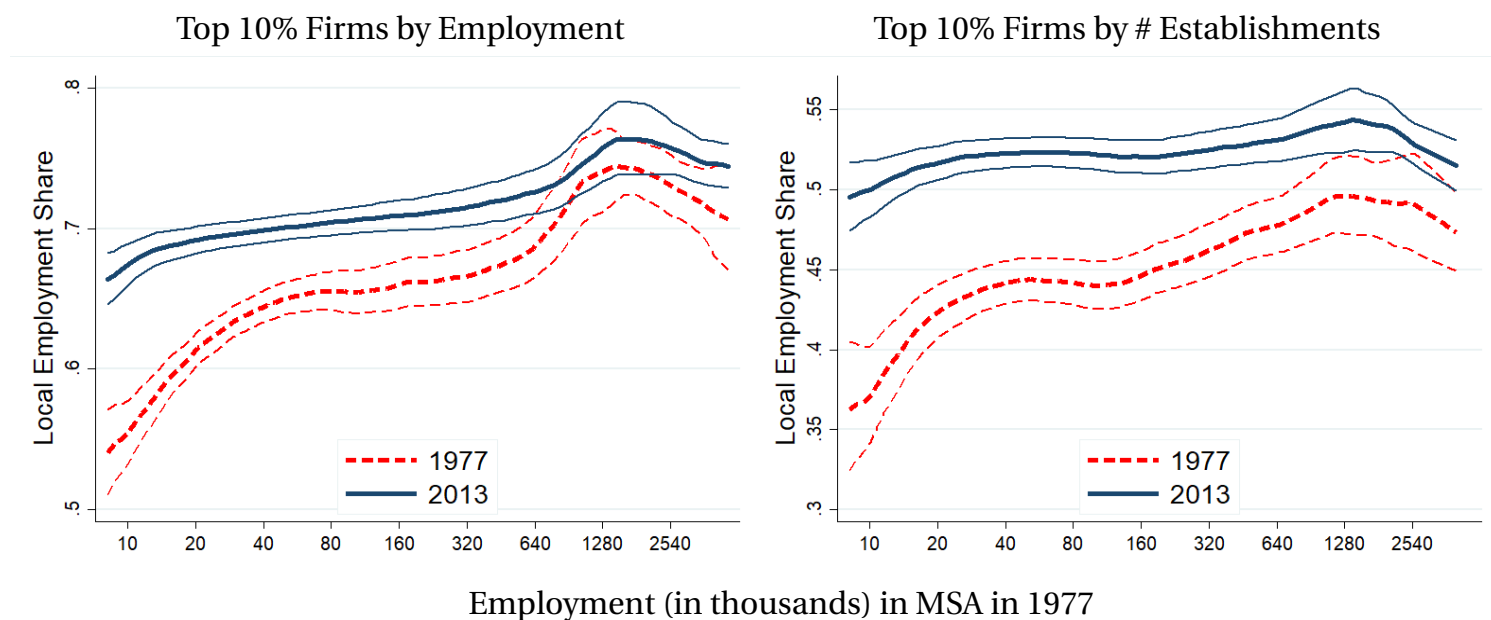 Top 10% Firms by Employment
Local Employment Share
.8
.7
.6
.5
1977
2013
10 20 40 80 160 320 640 1280 2540
Top 10% Firms by # Establishments
Local Employment Share
.55
.5
.45
.4
.35
.3
1977
2013
10 20 40 80 160 320 640 1280 2540
Employment (in thousands) in MSA in 1977